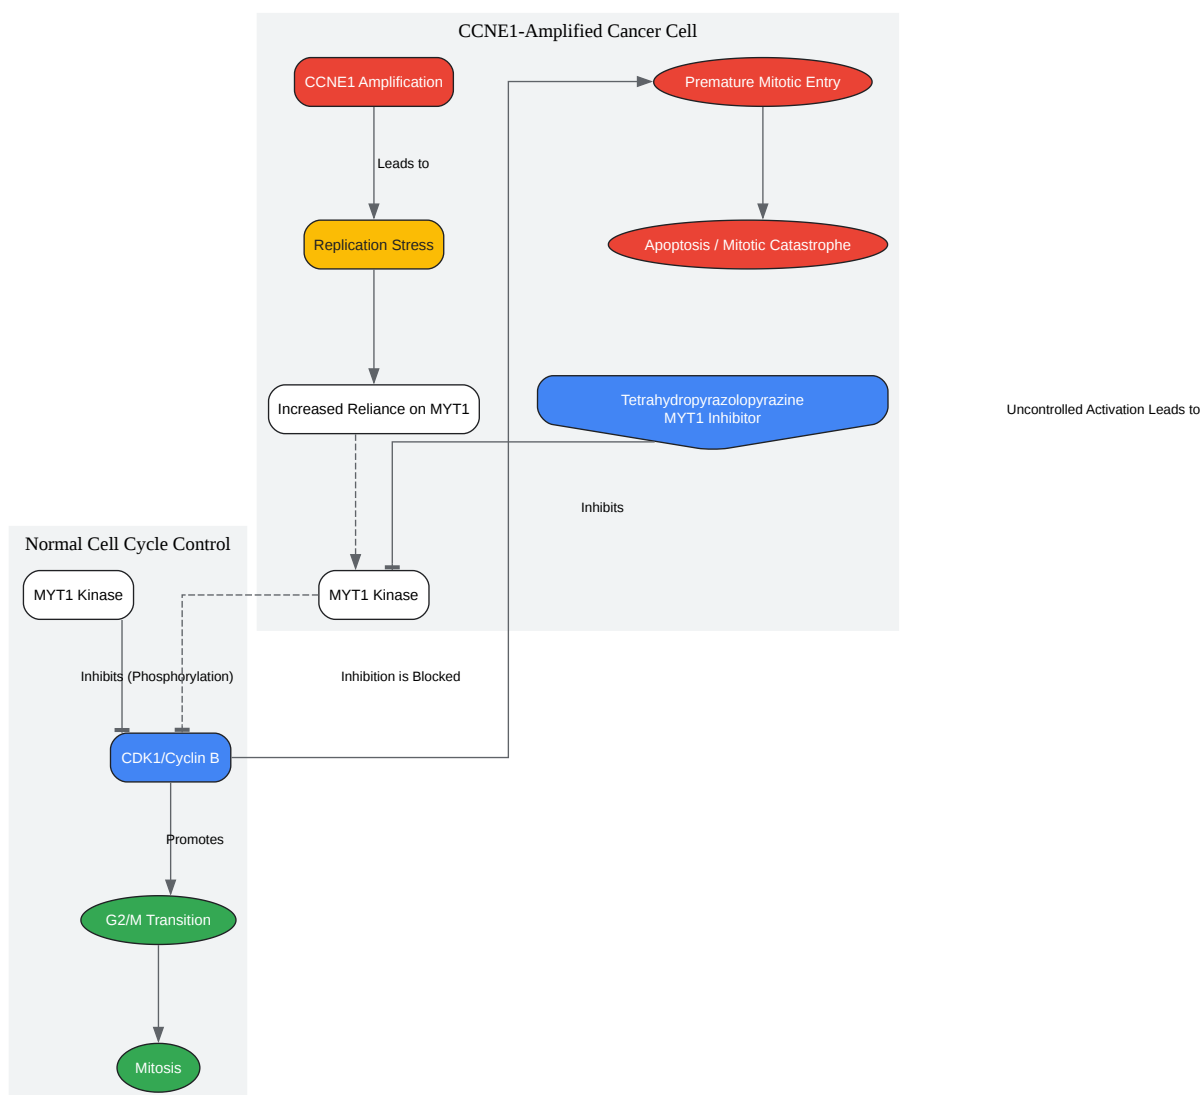 CCNE1-Amplified Cancer Cell
CCNE1 Amplification
Premature Mitotic Entry
Leads to
Replication Stress
Apoptosis / Mitotic Catastrophe
Increased Reliance on MYT1
Tetrahydropyrazolopyrazine
MYT1 Inhibitor
Uncontrolled Activation Leads to
Inhibits
Normal Cell Cycle Control
MYT1 Kinase
MYT1 Kinase
Inhibits (Phosphorylation)
Inhibition is Blocked
CDK1/Cyclin B
Promotes
G2/M Transition
Mitosis